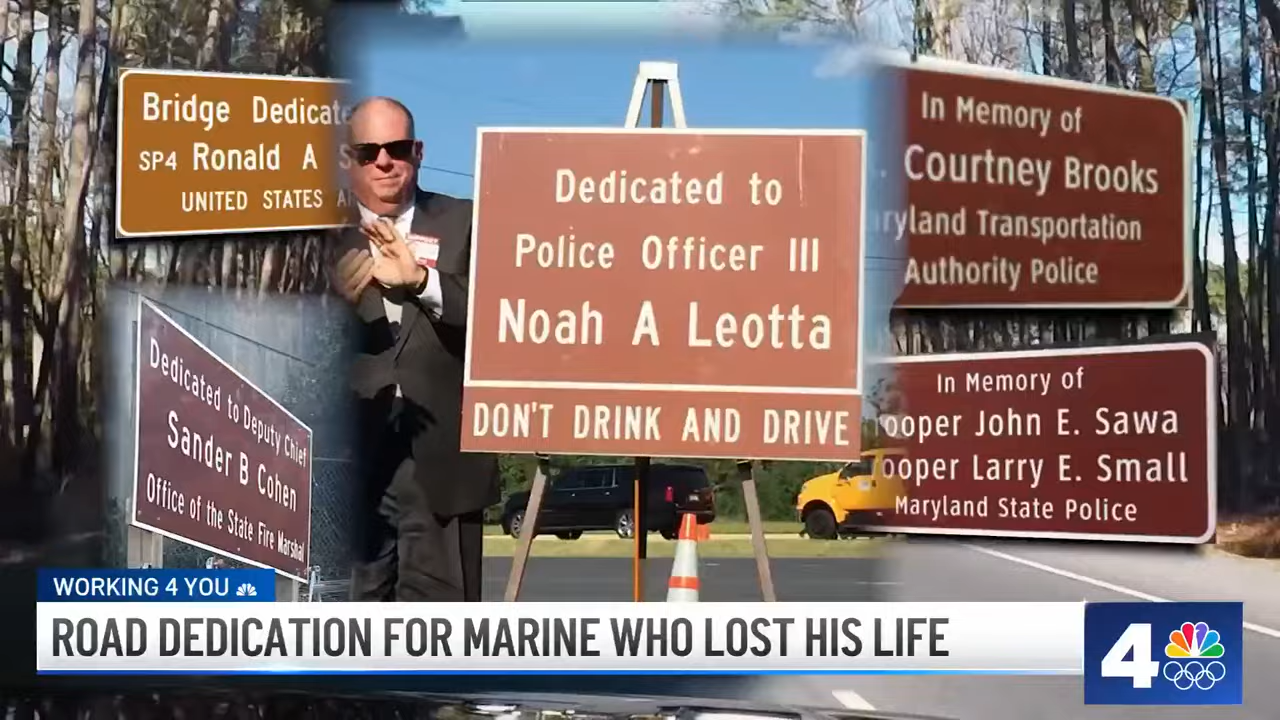 Bridge Dedicate
SP4 Ronald A S
UNITED STATES
Dedicated to
Police Officer III
Noah A Leotta
DON'T DRINK AND DRIVE
In Memory of
Courtney Brooks
Maryland Transportation
Authority Police
Dedicated to Deputy Chief
Sander B Cohen
Office of the State Fire Marshal
In Memory of
ooper John E. Sawa
ooper Larry E. Small
Maryland State Police
WORKING 4 YOU
ROAD DEDICATION FOR MARINE WHO LOST HIS LIFE
4